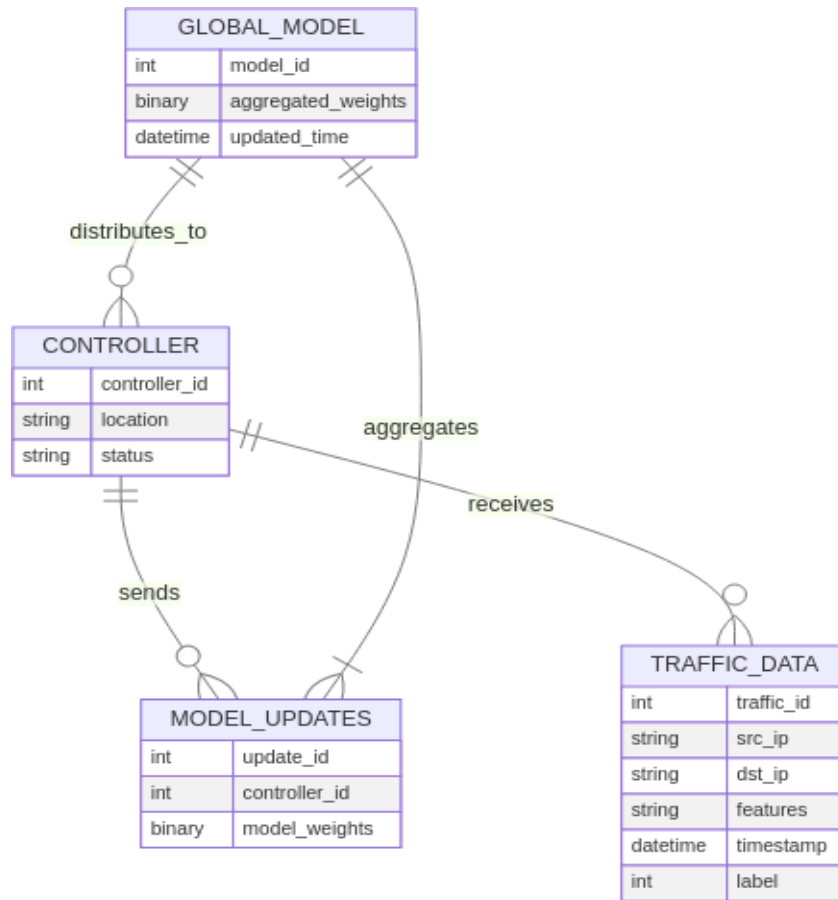 GLOBAL_MODEL
int model_id
binary aggregated_weights
datetime updated_time
distributes_to
CONTROLLER
int controller_id
string location
string status
aggregates
receives
sends
TRAFFIC_DATA
int traffic_id
string src_ip
string dst_ip
string features
datetime timestamp
int label
MODEL_UPDATES
int update_id
int controller_id
binary model_weights